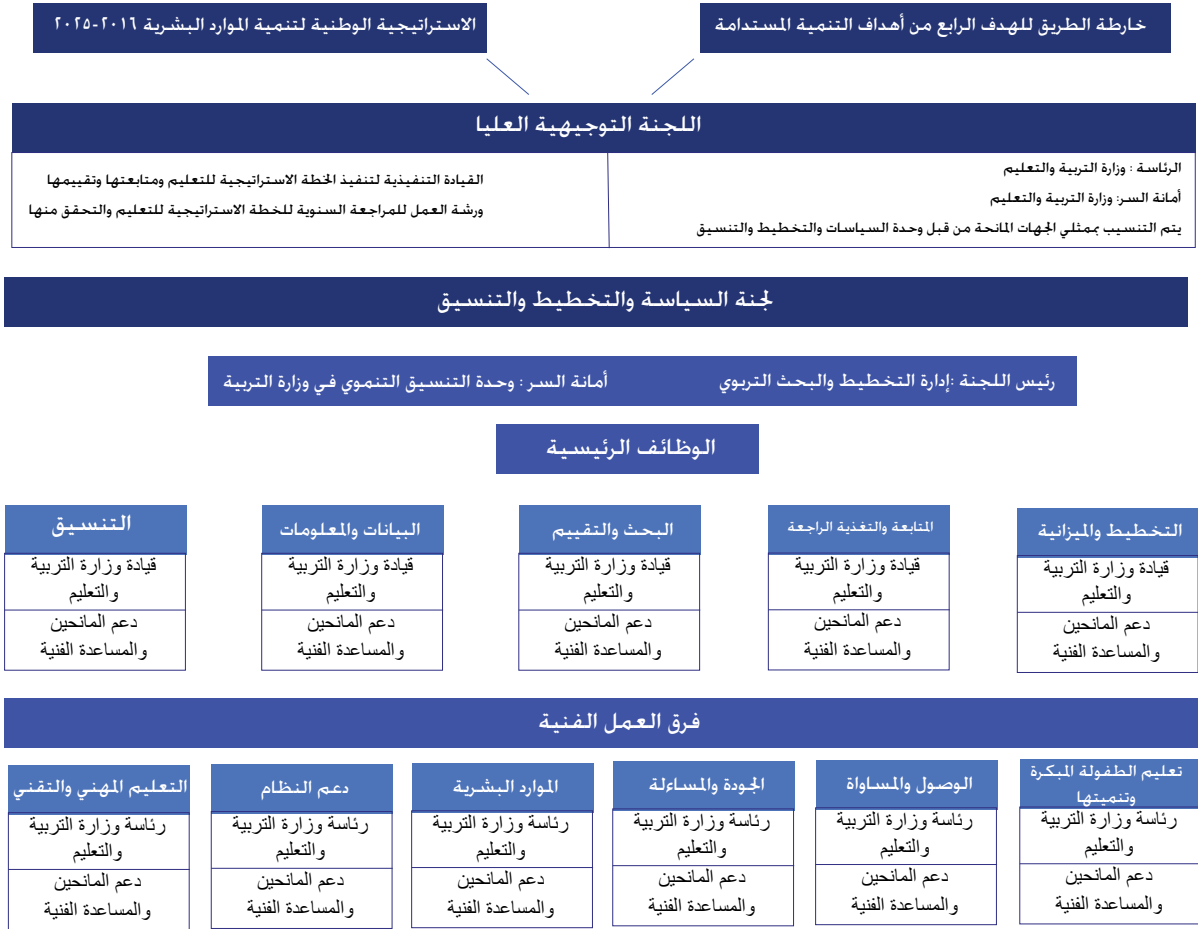 خارطة الطريق للهدف الرابع من أهداف التنمية المستدامة
الاستراتيجية الوطنية لتنمية الموارد البشرية ٢٠١٦-٢٠٢٥
اللجنة التوجيهية العليا
الرئاسة : وزارة التربية والتعليم
أمانة السر: وزارة التربية والتعليم
يتم التنسيب بممثلي الجهات المانحة من قبل وحدة السياسات والتخطيط والتنسيق
القيادة التنفيذية لتنفيذ الخطة الاستراتيجية للتعليم ومتابعتها وتقييمها
ورشة العمل للمراجعة السنوية للخطة الاستراتيجية للتعليم والتحقق منها
لجنة السياسة والتخطيط والتنسيق
رئيس اللجنة :إدارة التخطيط والبحث التربوي
أمانة السر : وحدة التنسيق التنموي في وزارة التربية
الوظائف الرئيسية
التخطيط والميزانية
قيادة وزارة التربية
والتعليم
دعم المانحين
والمساعدة الفنية
المتابعة والتغذية الراجعة
قيادة وزارة التربية
والتعليم
دعم المانحين
والمساعدة الفنية
البحث والتقييم
قيادة وزارة التربية
والتعليم
دعم المانحين
والمساعدة الفنية
البيانات والمعلومات
قيادة وزارة التربية
والتعليم
دعم المانحين
والمساعدة الفنية
التنسيق
قيادة وزارة التربية
والتعليم
دعم المانحين
والمساعدة الفنية
فرق العمل الفنية
تعليم الطفولة المبكرة
وتنميتها
رئاسة وزارة التربية
والتعليم
دعم المانحين
والمساعدة الفنية
الوصول والمساواة
رئاسة وزارة التربية
والتعليم
دعم المانحين
والمساعدة الفنية
الجودة والمساءلة
رئاسة وزارة التربية
والتعليم
دعم المانحين
والمساعدة الفنية
الموارد البشرية
رئاسة وزارة التربية
والتعليم
دعم المانحين
والمساعدة الفنية
دعم النظام
رئاسة وزارة التربية
والتعليم
دعم المانحين
والمساعدة الفنية
التعليم المهني والتقني
رئاسة وزارة التربية
والتعليم
دعم المانحين
والمساعدة الفنية